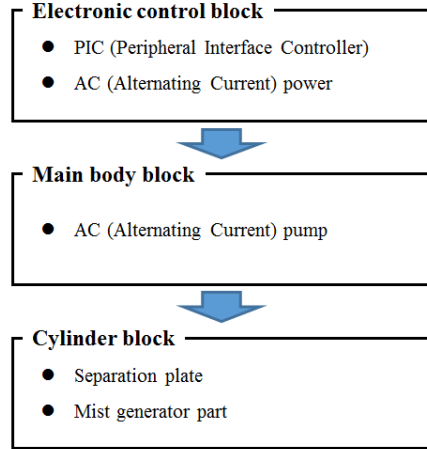 Electronic control block
● PIC (Peripheral Interface Controller)
● AC (Alternating Current) power
Main body block
● AC (Alternating Current) pump
Cylinder block
● Separation plate
● Mist generator part